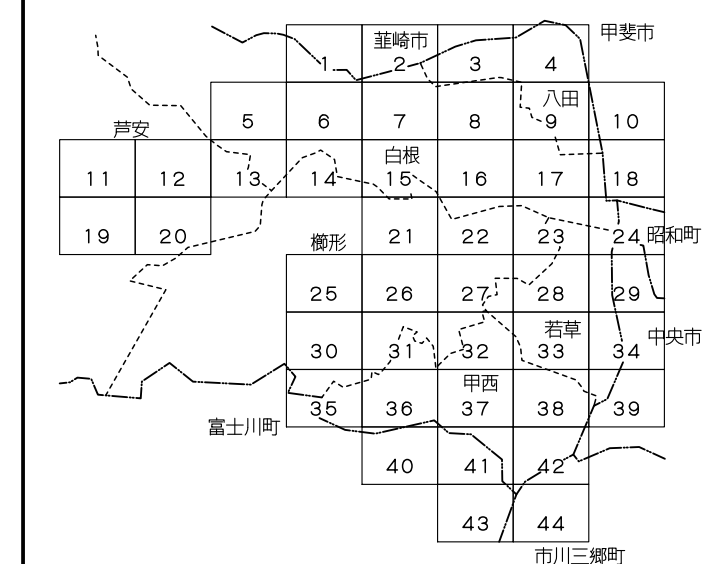 甲斐市
韮崎市
1 2 3 4
八田
5 6 7 8 9 10
芦安
白根
11 12 13 14 15 16 17 18
櫛形
19 20 21 22 23 24 昭和町
25 26 27 28 29
若草
中央市
30 31 32 33 34
甲西
富士川町
35 36 37 38 39
40 41 42
43 44
市川三郷町